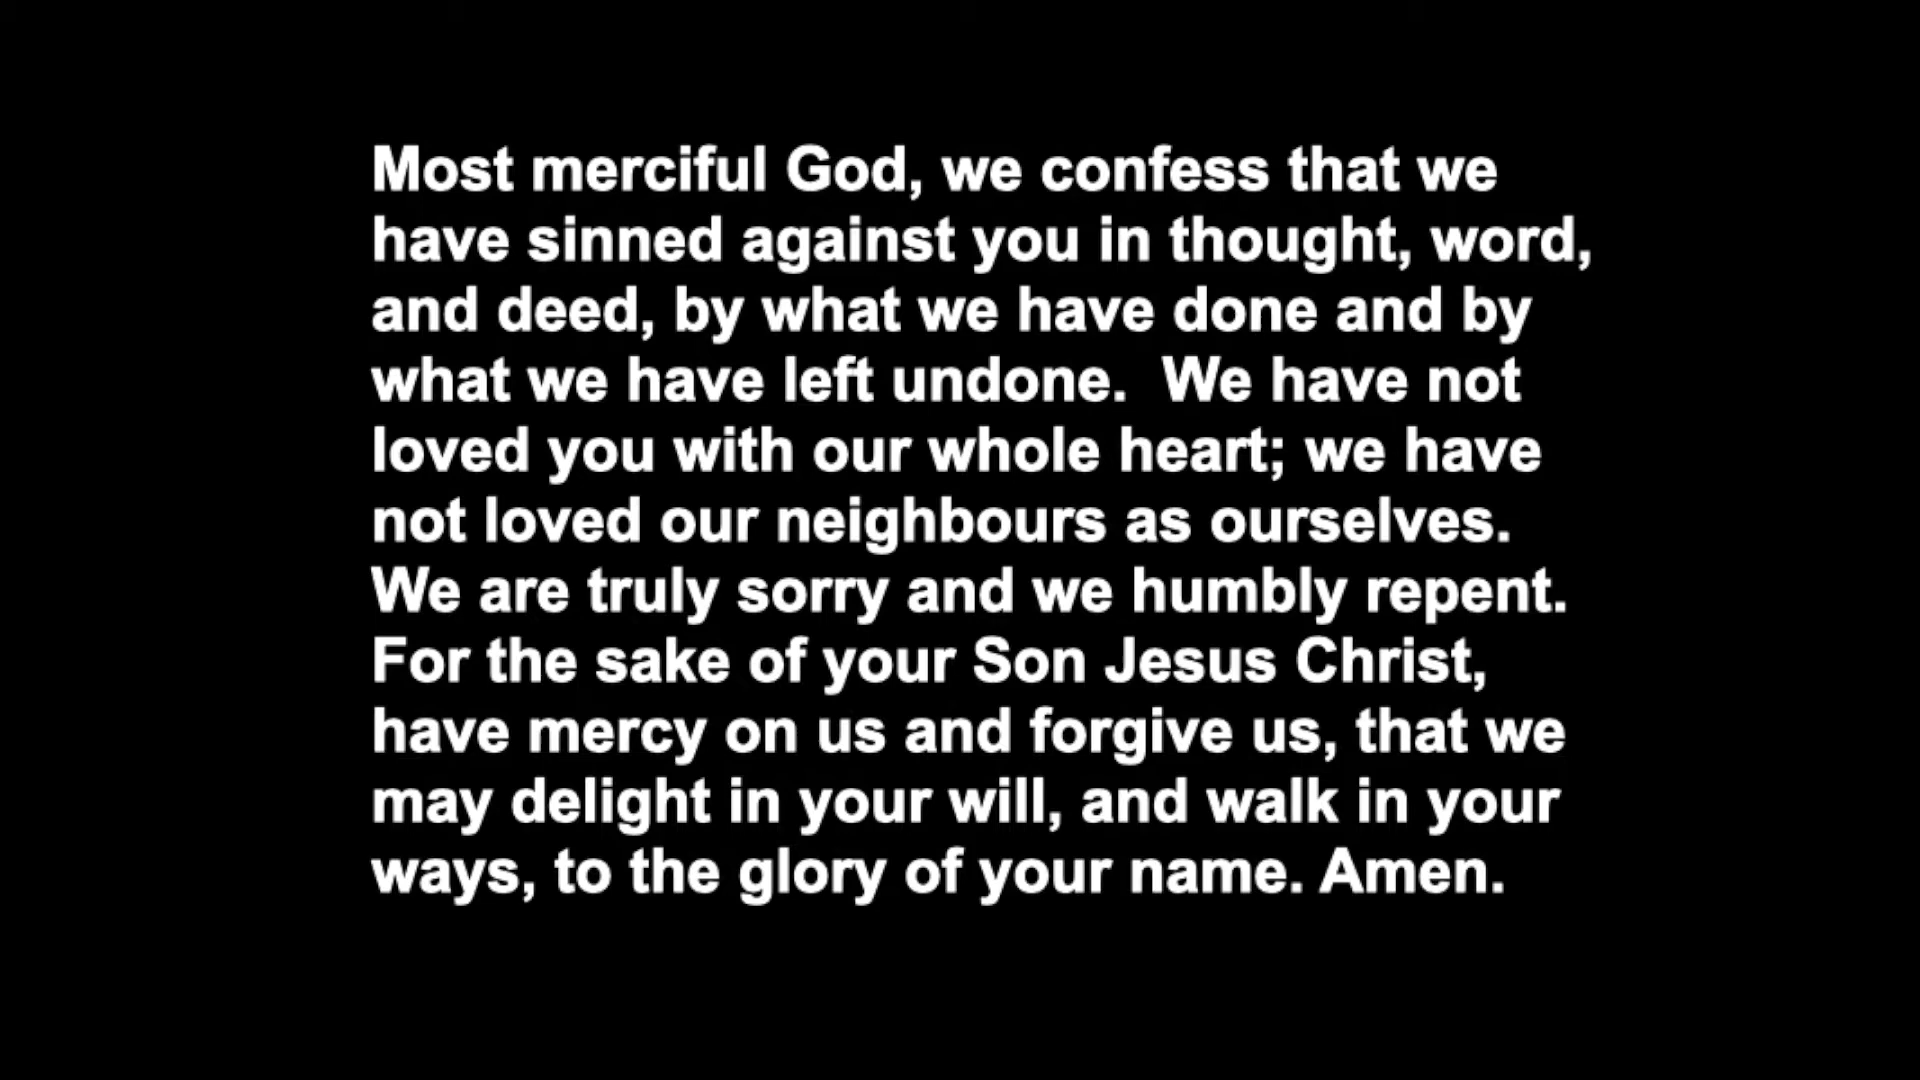 Most merciful God, we confess that we
have sinned against you in thought, word,
and deed, by what we have done and by
what we have left undone.  We have not
loved you with our whole heart; we have
not loved our neighbours as ourselves.
We are truly sorry and we humbly repent.
For the sake of your Son Jesus Christ,
have mercy on us and forgive us, that we
may delight in your will, and walk in your
ways, to the glory of your name. Amen.